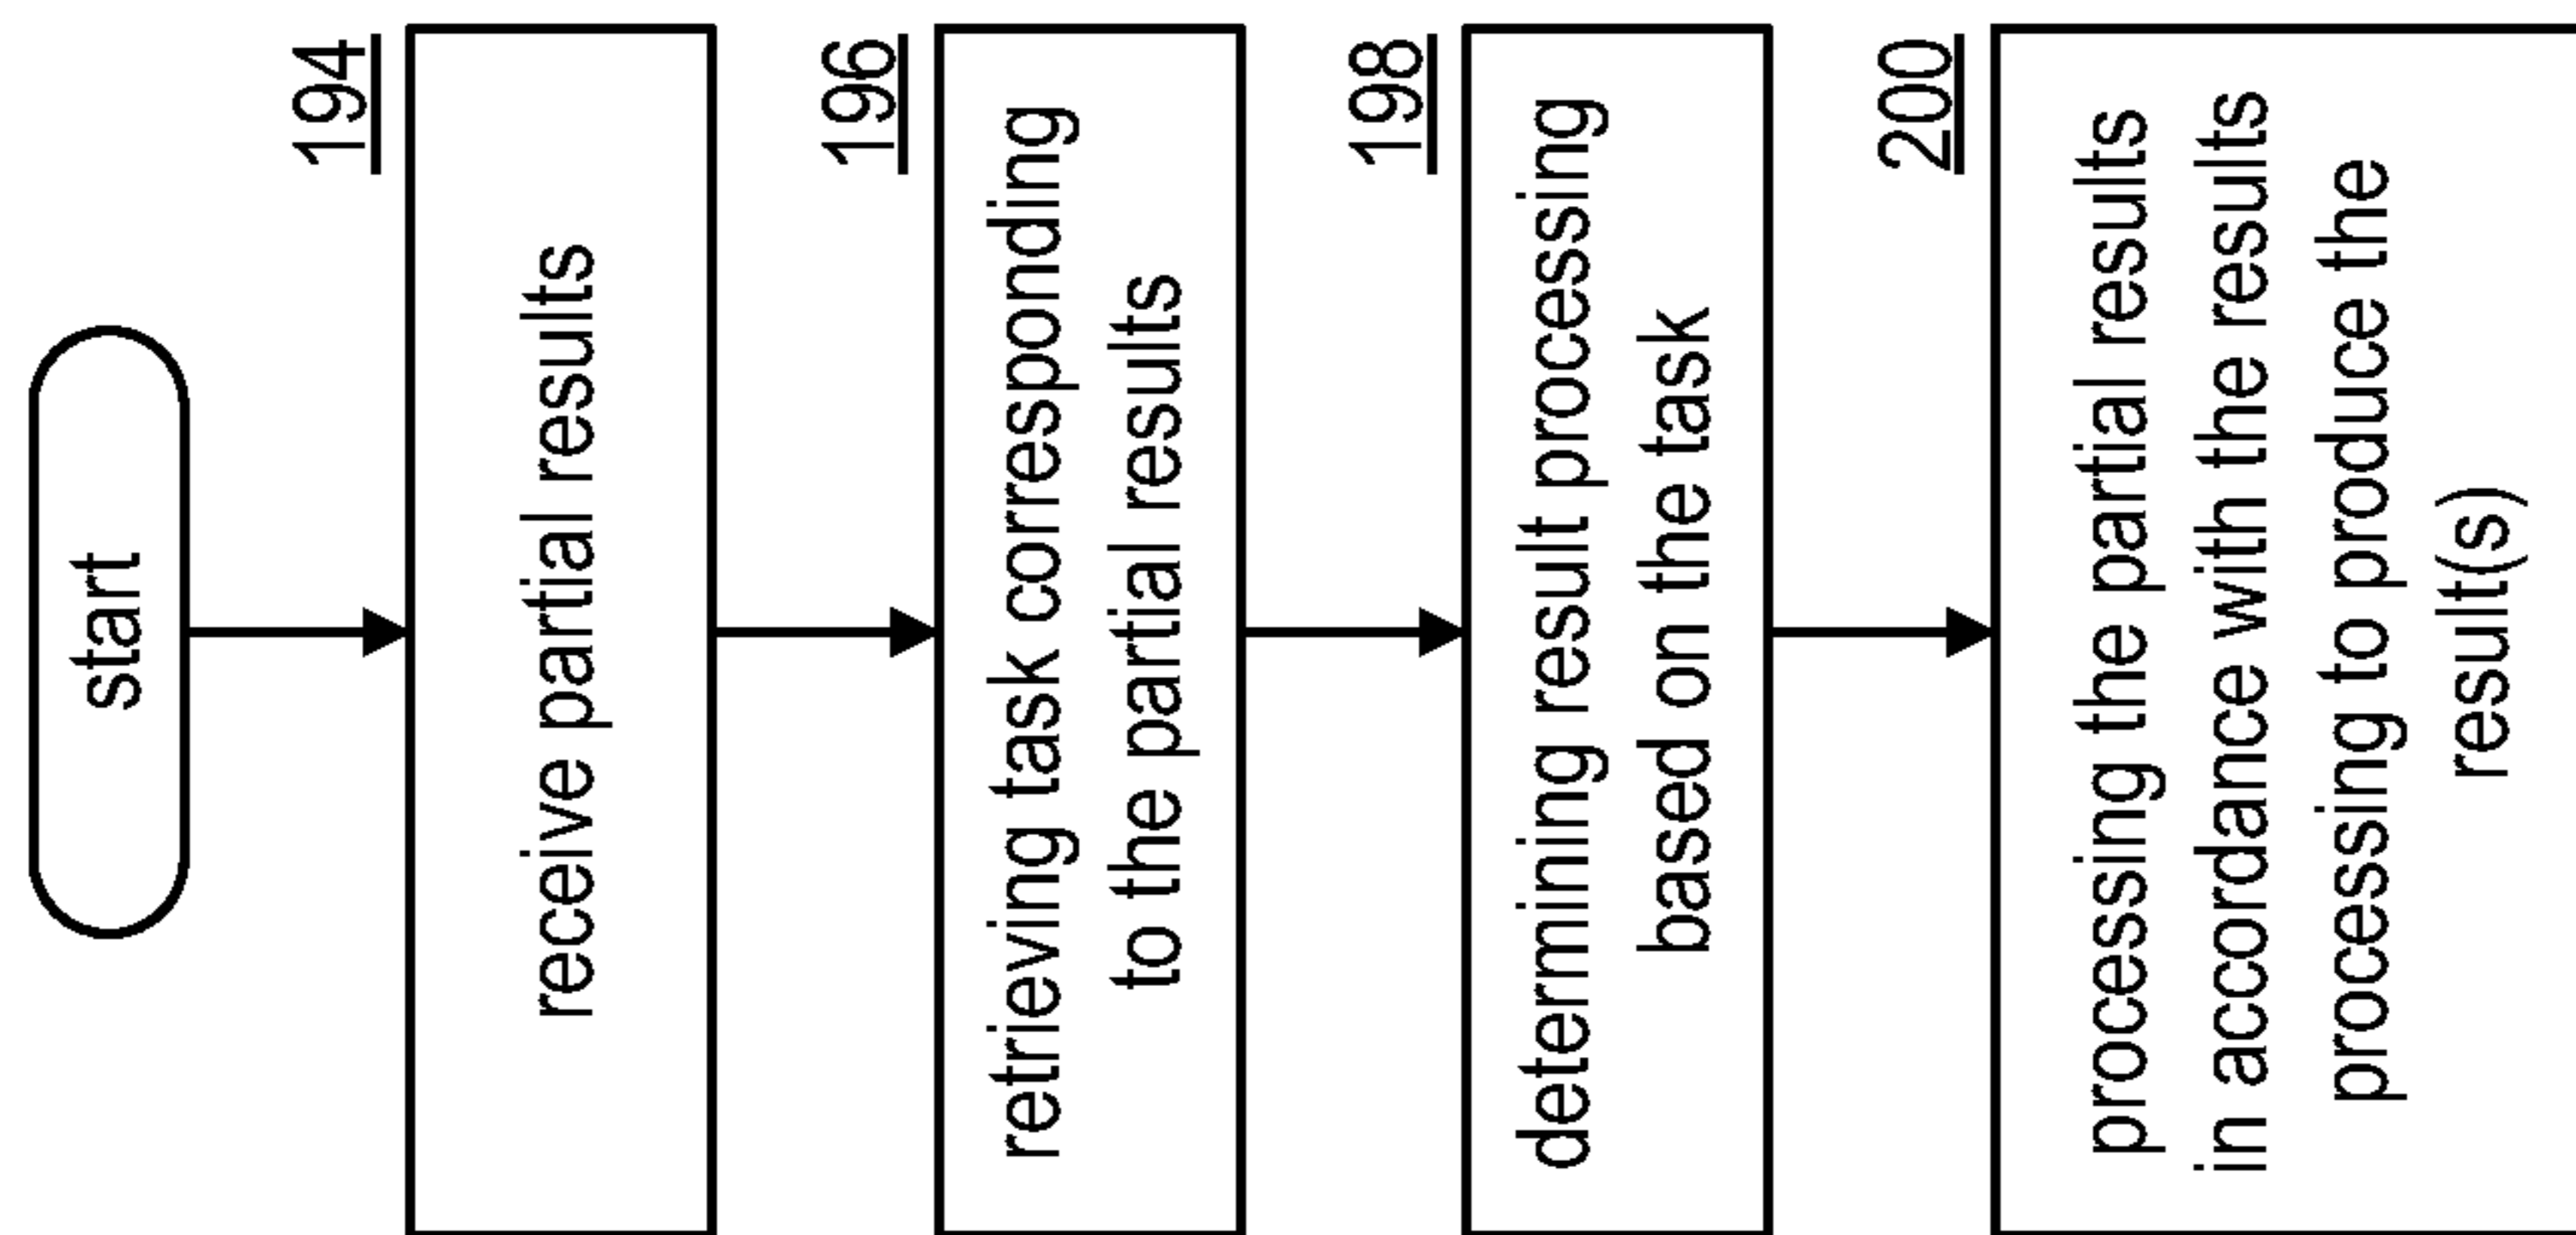 start
194
receive partial results
196
retrieving task corresponding
to the partial results
198
determining result processing
based on the task
200
processing the partial results
in accordance with the results
processing to produce the
result(s)